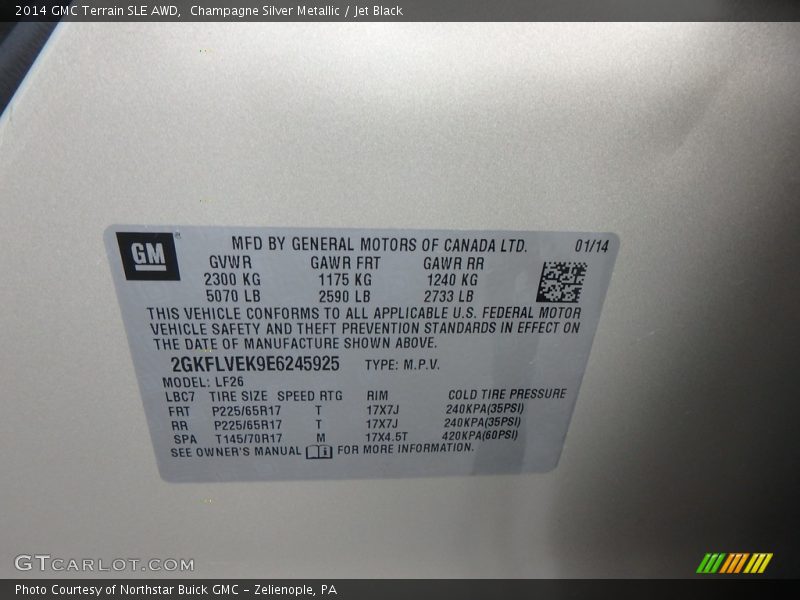 2014 GMC Terrain SLE AWD, Champagne Silver Metallic / Jet Black
GM MFD BY GENERAL MOTORS OF CANADA LTD. 01/14
GVWR GAWR FRT GAWR RR
2300 KG 1175 KG 1240 KG
5070 LB 2590 LB 2733 LB
THIS VEHICLE CONFORMS TO ALL APPLICABLE U.S. FEDERAL MOTOR
VEHICLE SAFETY AND THEFT PREVENTION STANDARDS IN EFFECT ON
THE DATE OF MANUFACTURE SHOWN ABOVE.
2GKFLVEK9E6245925 TYPE: M.P.V.
MODEL: LF26
LBC7 TIRE SIZE SPEED RTG RIM COLD TIRE PRESSURE
FRT P225/65R17 T 17X7J 240KPA(35PSI)
RR P225/65R17 T 17X7J 240KPA(35PSI)
SPA T145/70R17 M 17X4.5T 420KPA(60PSI)
SEE OWNER'S MANUAL FOR MORE INFORMATION.
GTCARLOT.COM
Photo Courtesy of Northstar Buick GMC - Zelienople, PA